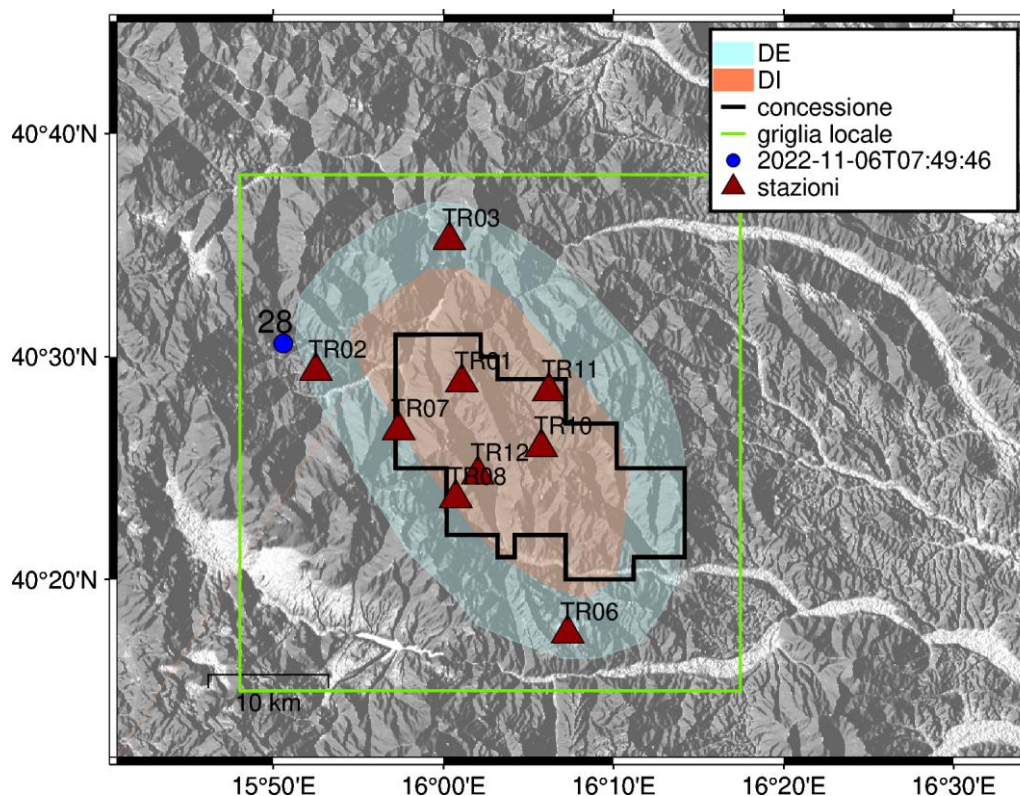 DE
DI
concessione
griglia locale
2022-11-06T07:49:46
stazioni
40°40'N
40°30'N
40°20'N
TR03
28
TR02
TR01
TR11
TR07
TR10
TR12
TR08
TR06
10 km
15°50'E
16°00'E
16°10'E
16°20'E
16°30'E